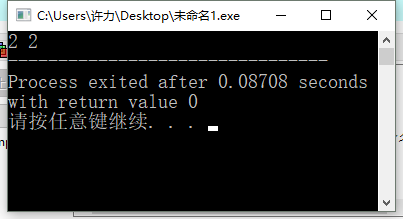 C:\Users\许力\Desktop\未命名1.exe
2 2
--------------------------------
Process exited after 0.08708 seconds
with return value 0
请按任意键继续. . .